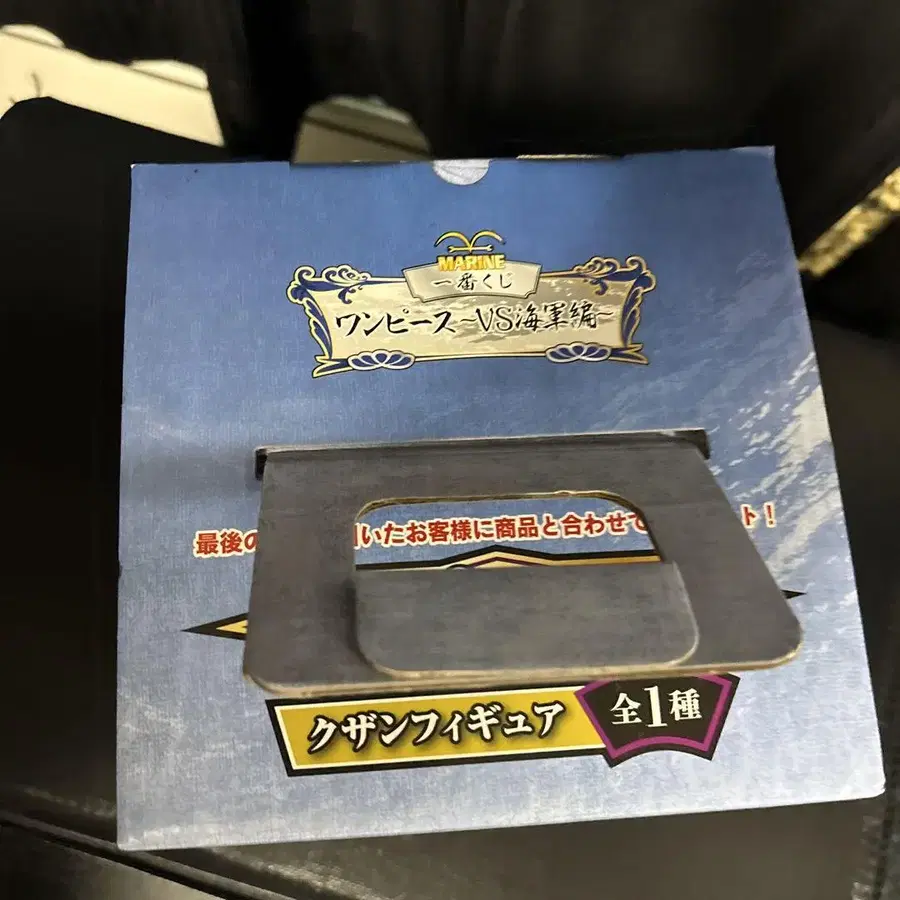 MARINE
一番くじ
ワンピース~VS海軍編~
最後の 引いたお客様に商品と合わせて ト!
クザンフィギュア
全1種